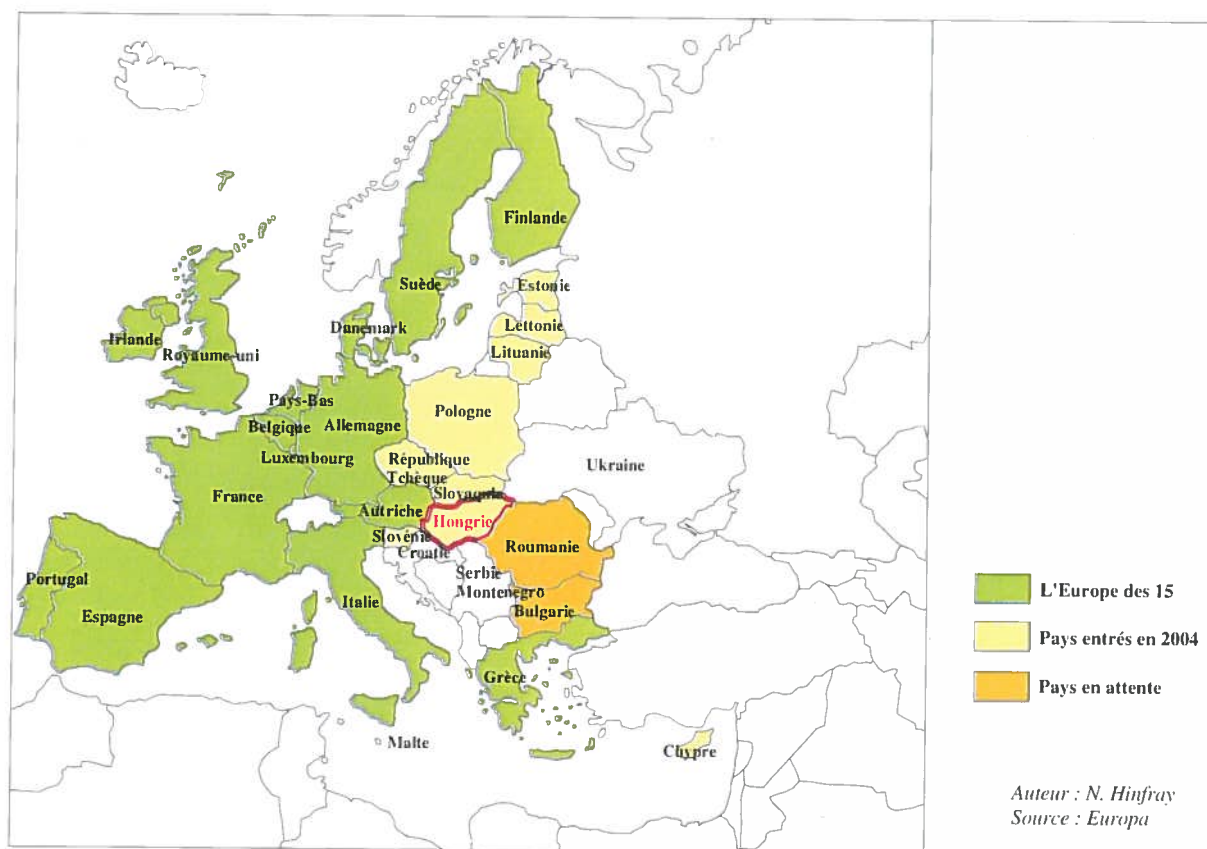 Finlande
Suède
Estonie
Lettonie
Lituanie
Danemark
Irlande
Royaume-uni
Pays-Bas
Belgique
Allemagne
Pologne
Luxembourg
République
Tchèque
Ukraine
Slovaquie
France
Autriche
Hongrie
Slovénie
Croatie
Roumanie
Serbie
Montenegro
Bulgarie
Portugal
Espagne
Italie
Grèce
Malte
Chypre
L'Europe des 15
Pays entrés en 2004
Pays en attente
Auteur : N. Hinfray
Source : Europa